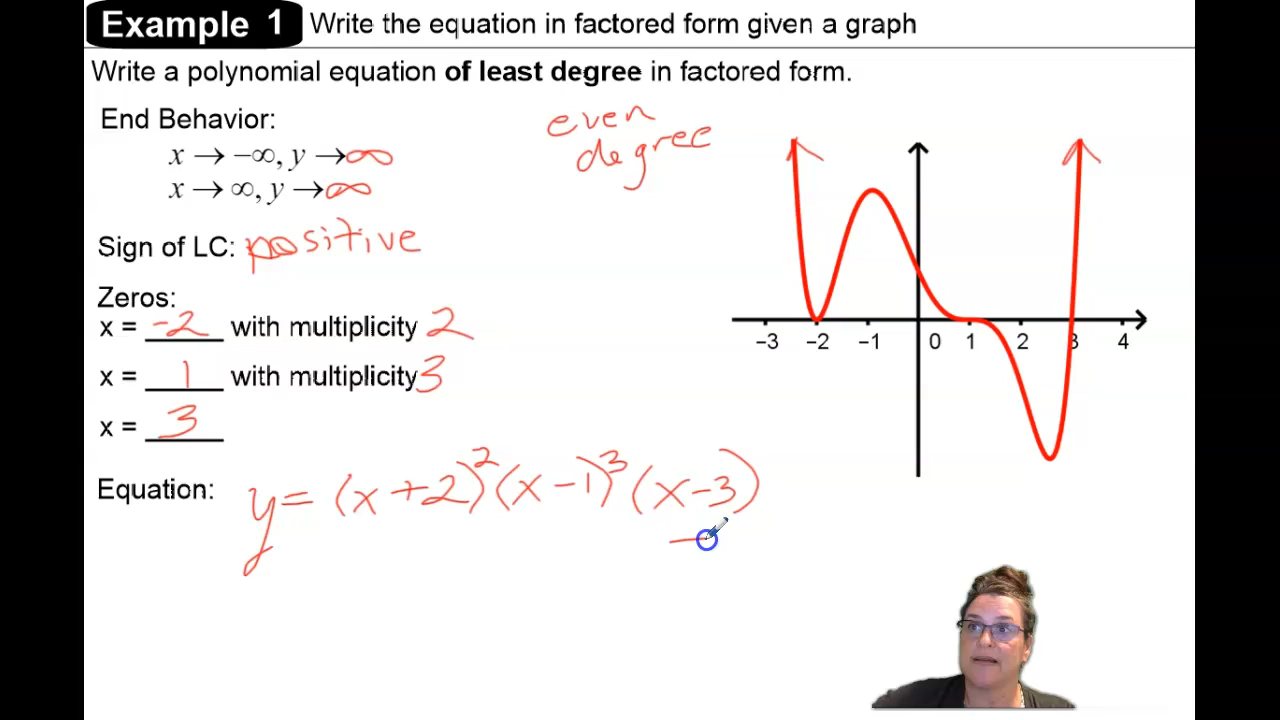 Example 1 Write the equation in factored form given a graph
Write a polynomial equation of least degree in factored form.
End Behavior:
x → −∞, y → ∞
x → ∞, y → ∞
even
degree
Sign of LC: positive
Zeros:
x = -2 with multiplicity 2
x = 1 with multiplicity 3
x = 3
Equation: y = (x+2)²(x-1)³(x-3)
−3 −2 −1 0 1 2 3 4